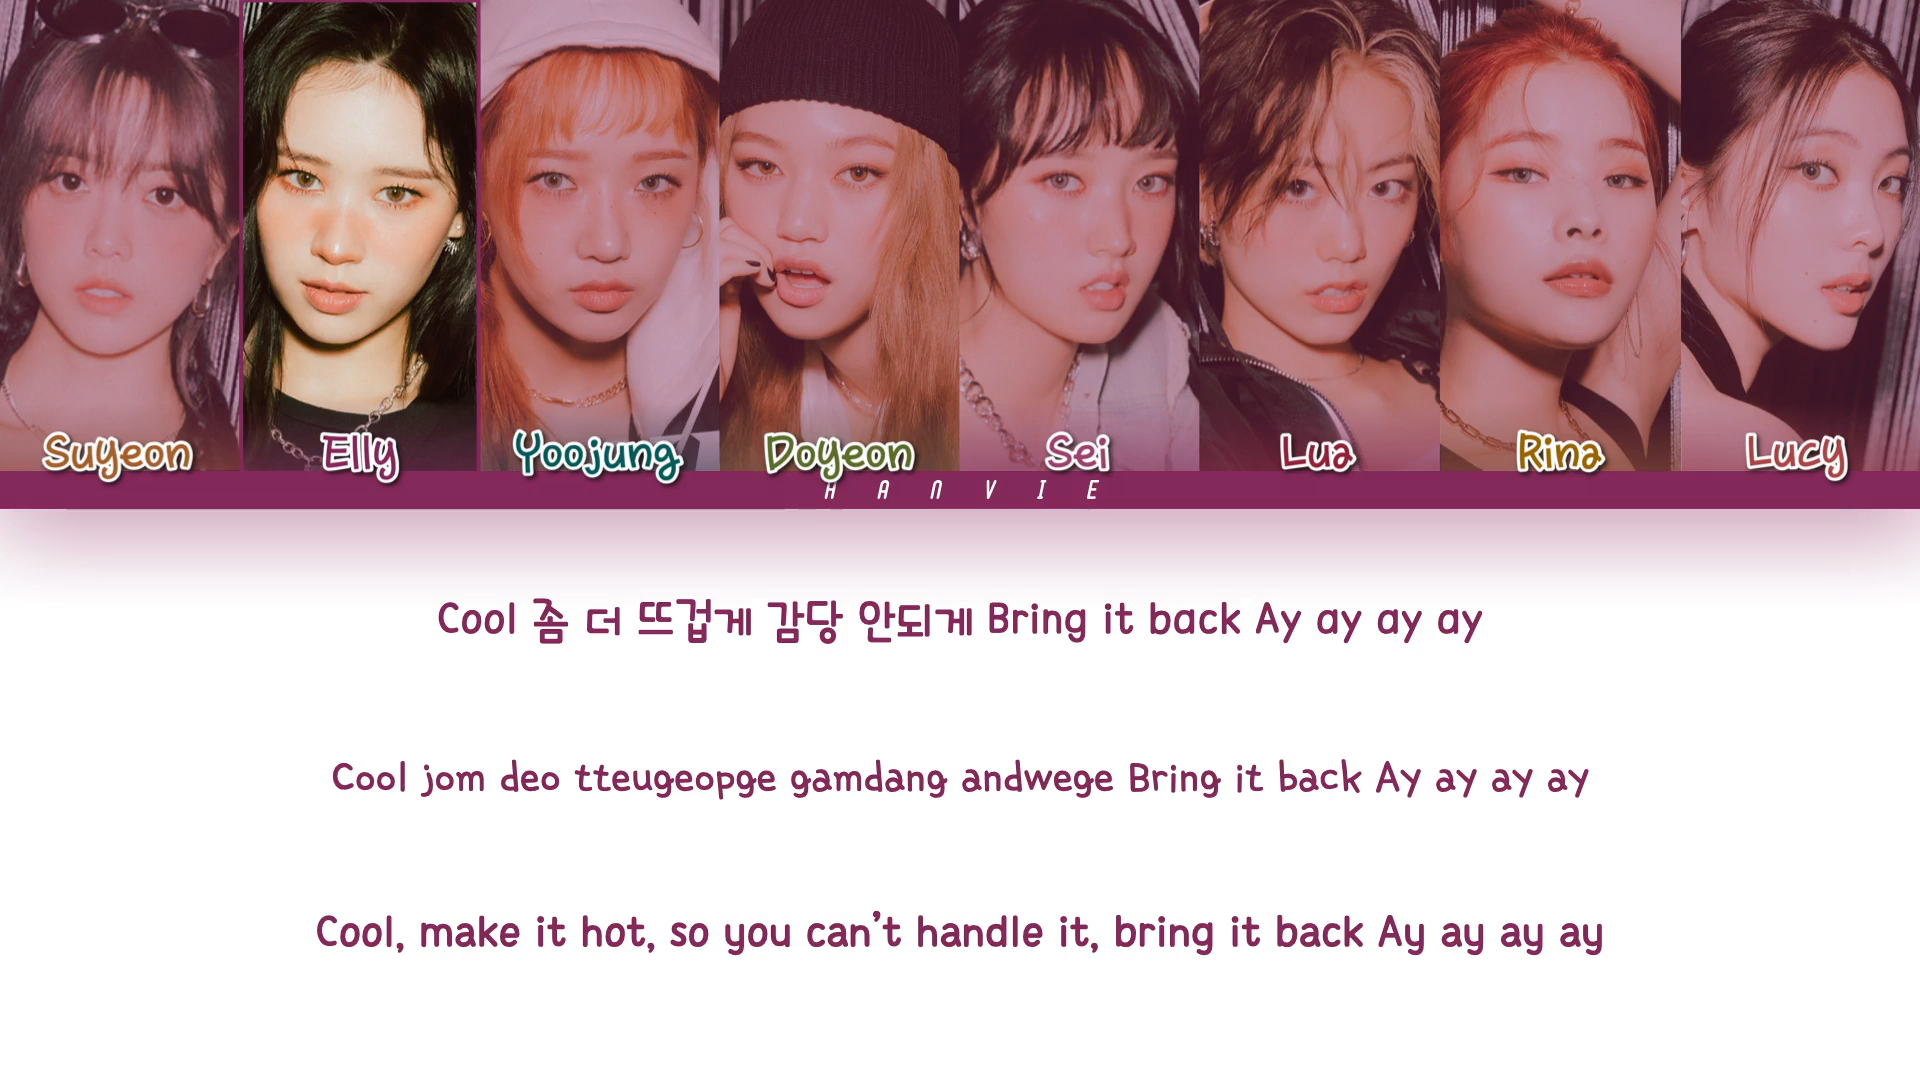 Suyeon Elly Yoojung Doyeon Sei Lua Rina Lucy
HANVIE
Cool 좀 더 뜨겁게 감당 안되게 Bring it back Ay ay ay ay
Cool jom deo tteugeopge gamdang andwege Bring it back Ay ay ay ay
Cool, make it hot, so you can't handle it, bring it back Ay ay ay ay